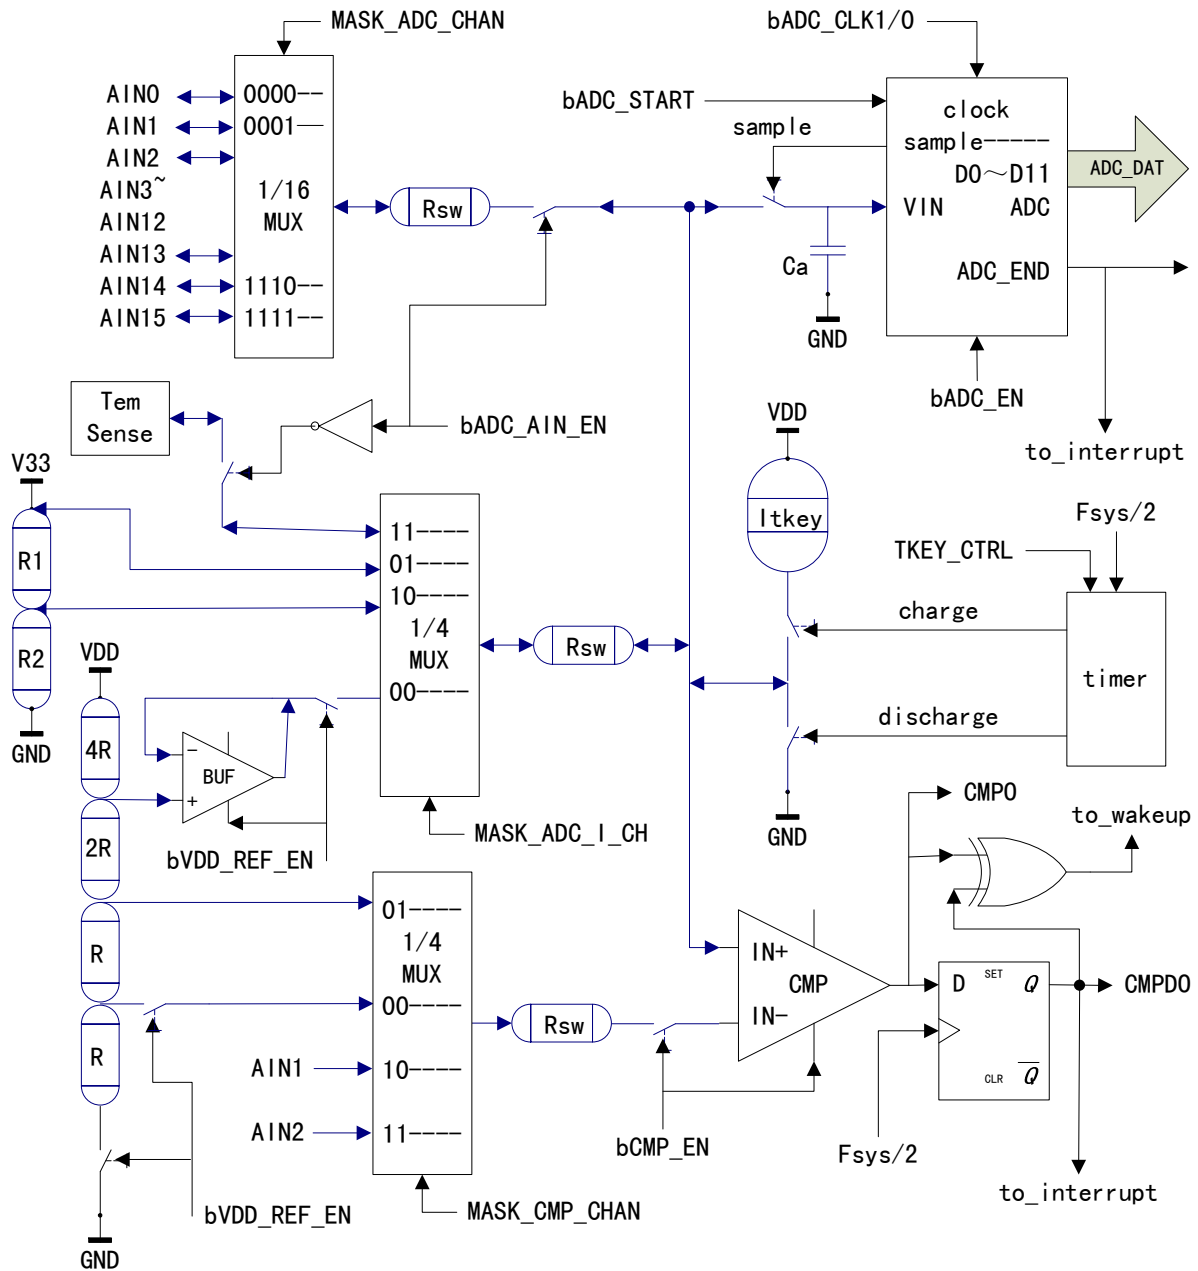 MASK_ADC_CHAN
bADC_CLK1/0
AIN0
0000--
bADC_START
clock
AIN1
0001—
sample
sample-----
AIN2
D0~D11
ADC_DAT
AIN3~
1/16
Rsw
VIN
ADC
AIN12
MUX
AIN13
Ca
ADC_END
AIN14
1110--
AIN15
1111--
GND
bADC_EN
Tem
Sense
bADC_AIN_EN
VDD
to_interrupt
V33
Itkey
Fsys/2
11----
TKEY_CTRL
R1
01----
10----
charge
1/4
MUX
Rsw
R2
VDD
00----
timer
discharge
GND
4R
BUF
-
+
CMPO
MASK_ADC_I_CH
GND
to_wakeup
2R
bVDD_REF_EN
01----
1/4
MUX
R
IN+
CMP
D
SET
Q
CMPDO
00----
IN-
Rsw
R
AIN1
10----
CLR
Q
AIN2
11----
bCMP_EN
Fsys/2
to_interrupt
bVDD_REF_EN
MASK_CMP_CHAN
GND